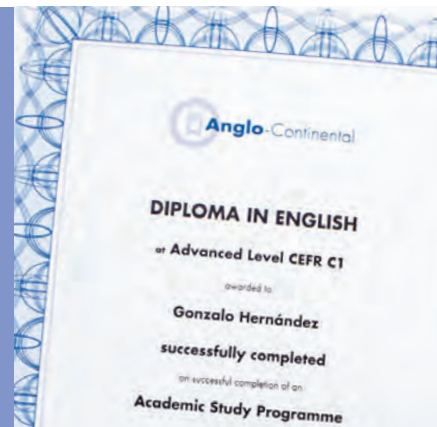 Anglo-Continental
DIPLOMA IN ENGLISH
at Advanced Level CEFR C1
awarded to
Gonzalo Hernández
successfully completed
on successful completion of an
Academic Study Programme